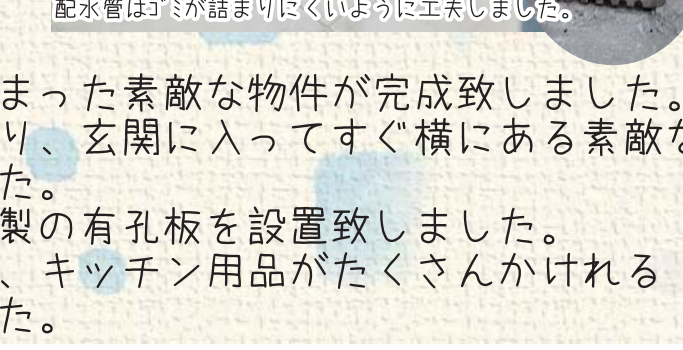 配水管はゴミが詰まりにくいように工夫しました。
まった素敵な物件が完成致しました。
り、玄関に入ってすぐ横にある素敵な
た。
製の有孔板を設置致しました。
、キッチン用品がたくさんかけれる
た。